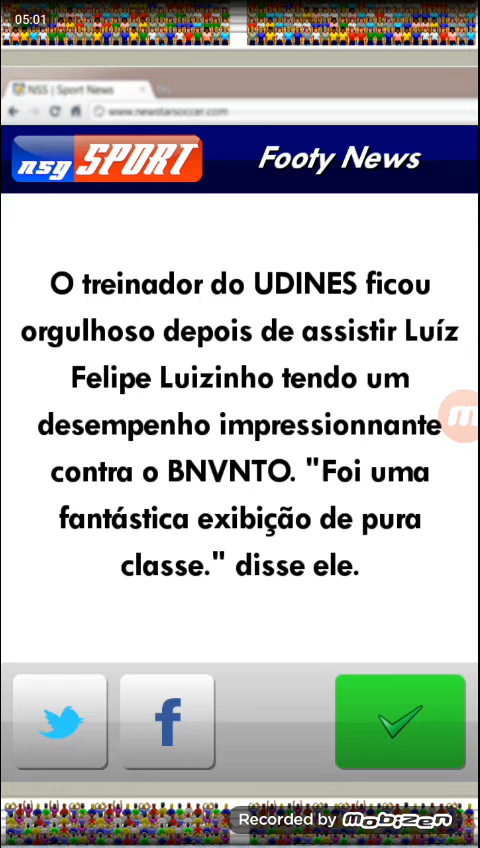 05:01
NSS | Sport News
www.newstarsoccer.com
nsg SPORT
Footy News
O treinador do UDINES ficou
orgulhoso depois de assistir Luíz
Felipe Luizinho tendo um
desempenho impressionnante
contra o BNVNTO. "Foi uma
fantástica exibição de pura
classe." disse ele.
Recorded by mobizen